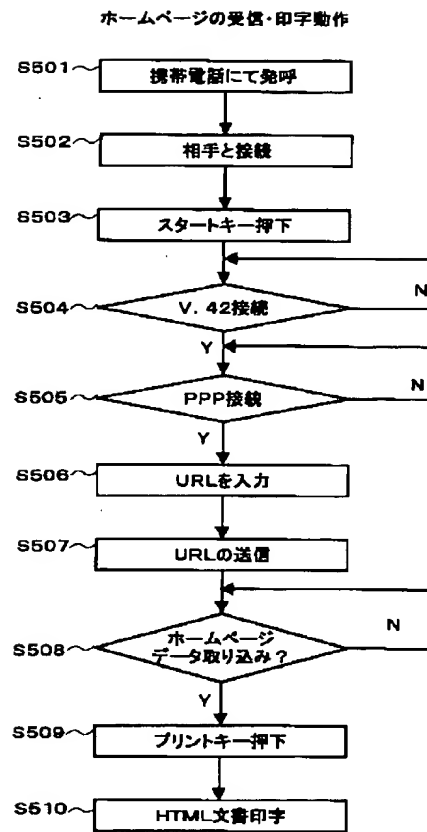 ホームページの受信・印字動作
S501
携帯電話にて発呼
S502
相手と接続
S503
スタートキー押下
S504
V. 42接続
N
Y
S505
PPP接続
N
Y
S506
URLを入力
S507
URLの送信
S508
ホームページ
データ取り込み?
N
Y
S509
プリントキー押下
S510
HTML文書印字